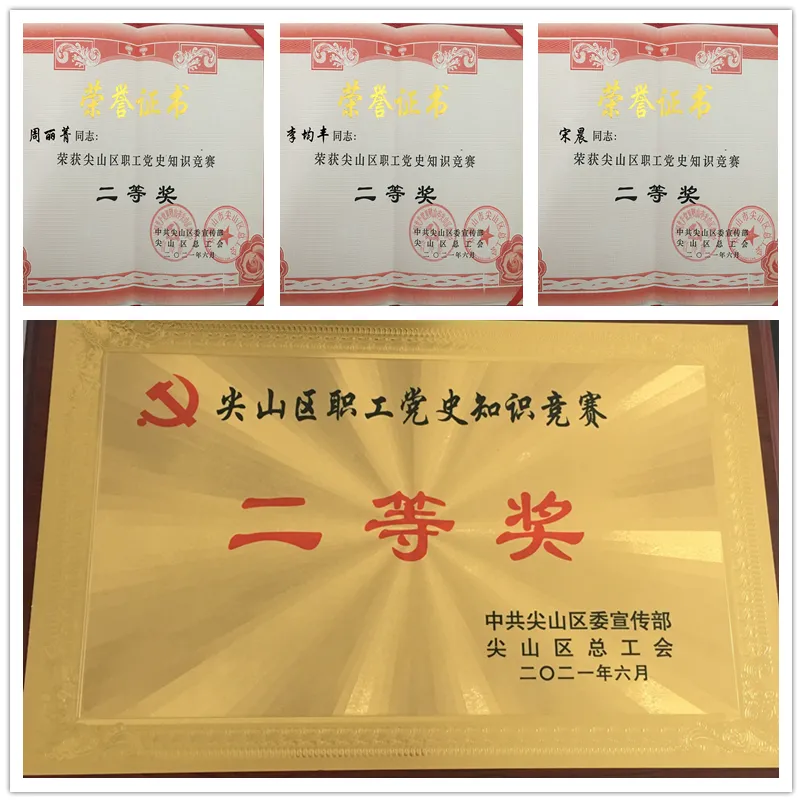 荣誉证书
周丽菁同志：
荣获尖山区职工党史知识竞赛
二等奖
中共尖山区委宣传部
尖山区总工会
二〇二一年六月
荣誉证书
李均丰同志：
荣获尖山区职工党史知识竞赛
二等奖
中共尖山区委宣传部
尖山区总工会
二〇二一年六月
荣誉证书
宋晨同志：
荣获尖山区职工党史知识竞赛
二等奖
中共尖山区委宣传部
尖山区总工会
二〇二一年六月
尖山区职工党史知识竞赛
二等奖
中共尖山区委宣传部
尖山区总工会
二〇二一年六月